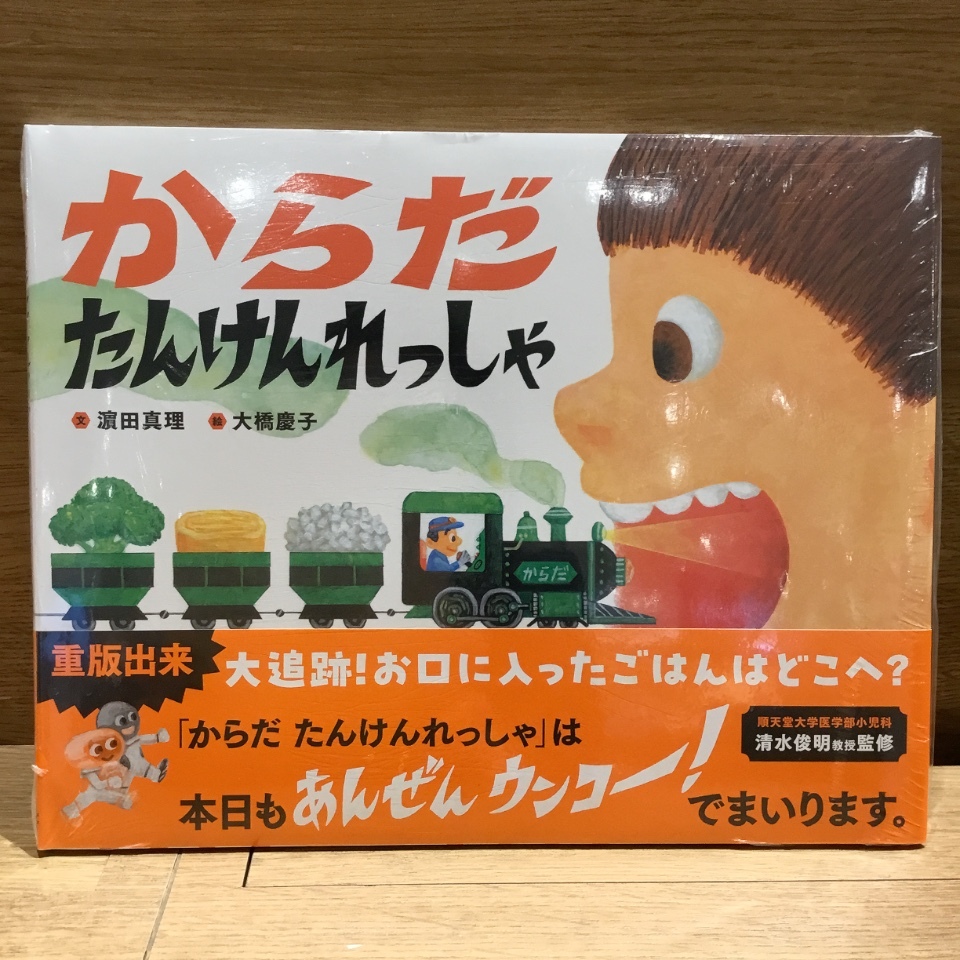 からだ
たんけんれっしゃ
文 濵田真理 絵 大橋慶子
からだ
重版出来
大追跡!お口に入ったごはんはどこへ?
「からだ たんけんれっしゃ」は
順天堂大学医学部小児科
清水俊明教授監修
本日もあんぜんウンコー!でまいります。